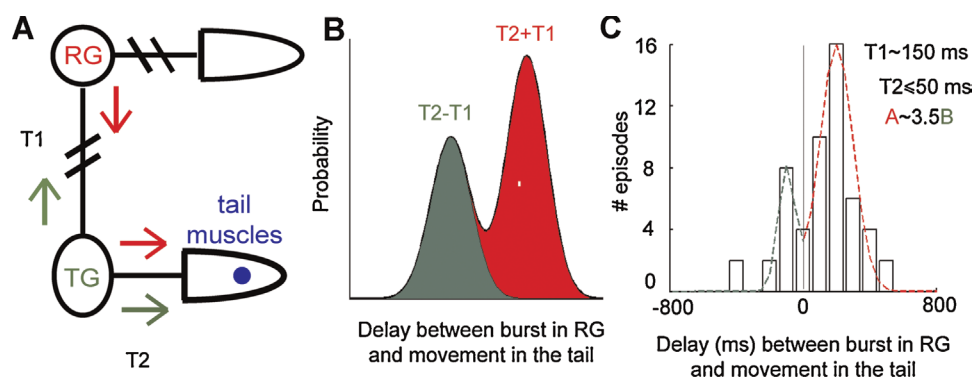 A
RG
T1
TG
tail
muscles
T2
B
T2+T1
T2-T1
Probability
Delay between burst in RG
and movement in the tail
C
16
12
8
4
0
# episodes
T1~150 ms
T2⩽50 ms
A~3.5B
-800
0
800
Delay (ms) between burst in RG
and movement in the tail